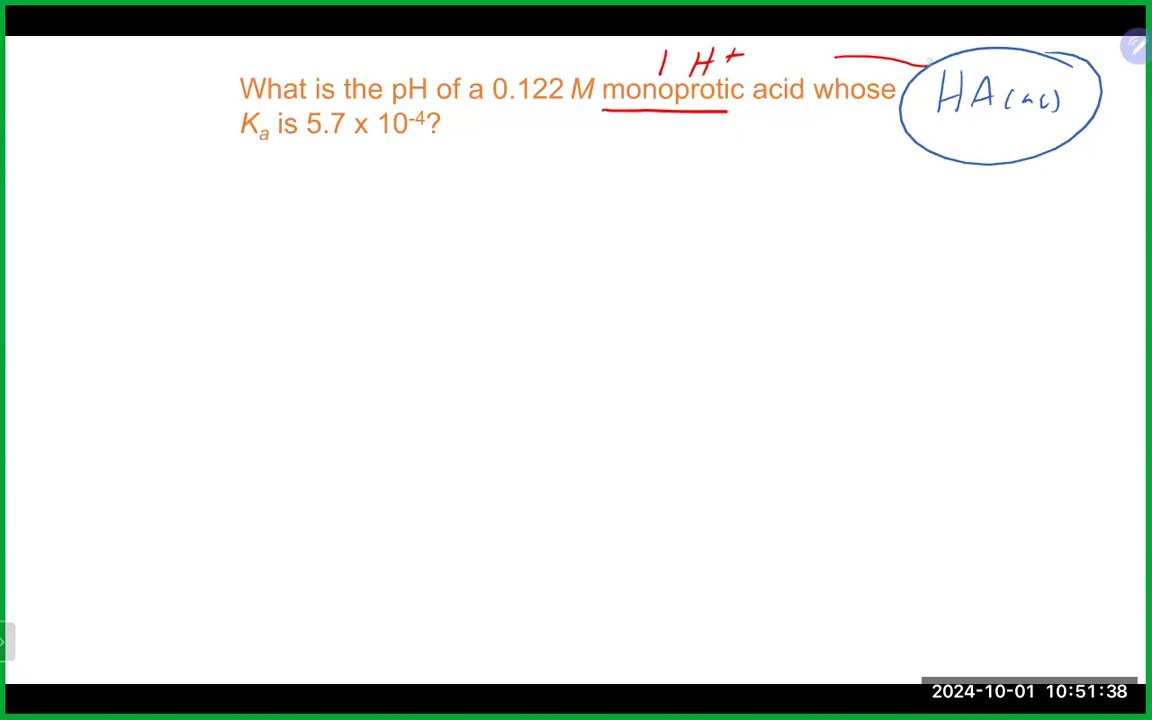 1 H+
What is the pH of a 0.122 M monoprotic acid whose
Ka is 5.7 x 10-4?
HA(aq)
2024-10-01 10:51:38